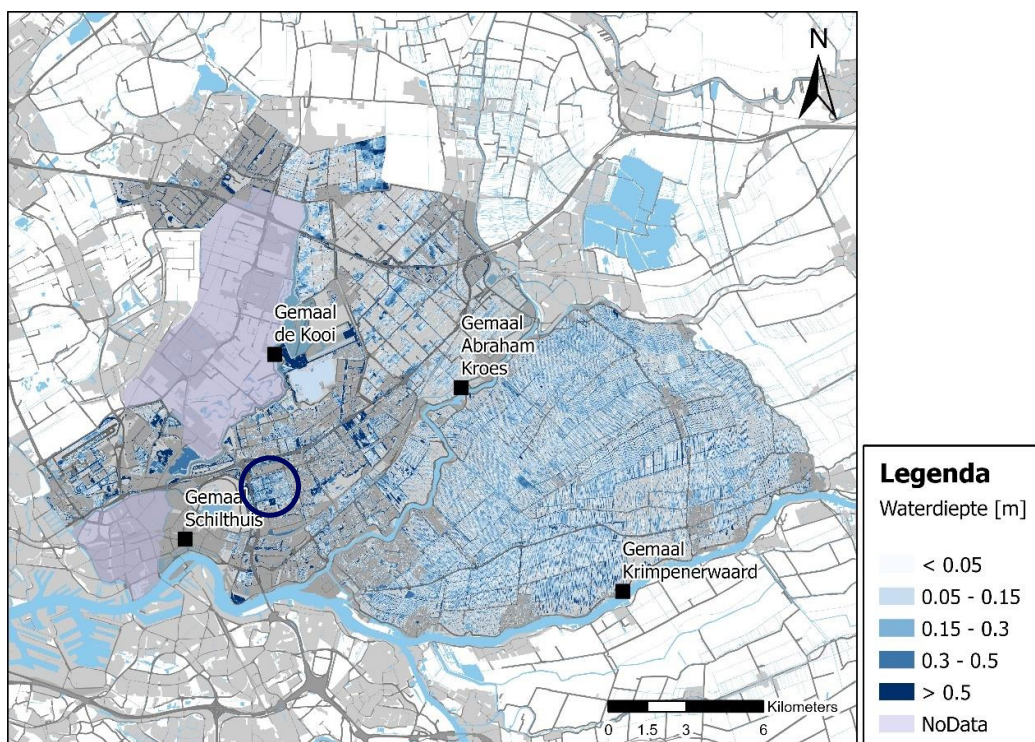 N
Gemaal
de Kooi
Gemaal
Abraham
Kroes
Gemaal
Schilthuis
Gemaal
Krimpenerwaard
Kilometers
0 1.5 3 6
Legenda
Waterdiepte [m]
< 0.05
0.05 - 0.15
0.15 - 0.3
0.3 - 0.5
> 0.5
NoData